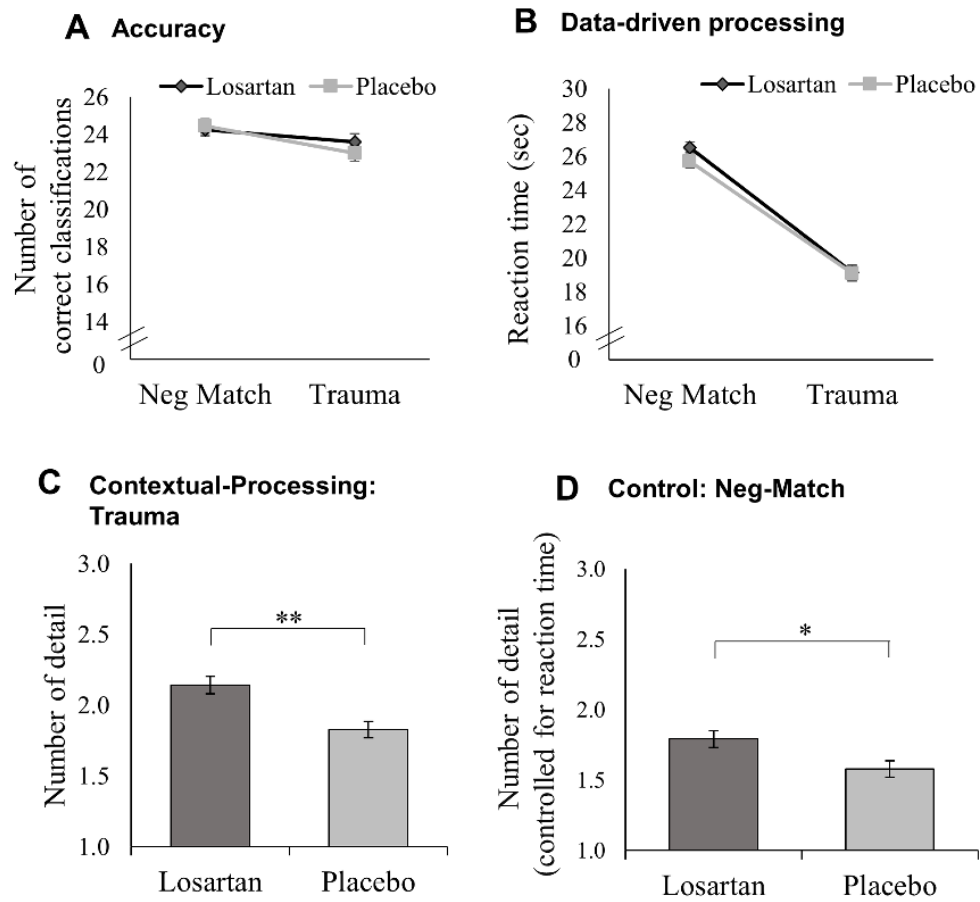 A Accuracy
Losartan Placebo
Number of
correct classifications
26
24
22
20
18
16
14
0
Neg Match Trauma
B Data-driven processing
Losartan Placebo
Reaction time (sec)
30
28
26
24
22
20
18
16
0
Neg Match Trauma
C Contextual-Processing:
Trauma
Number of detail
3.0
2.5
2.0
1.5
1.0
**
Losartan Placebo
D Control: Neg-Match
Number of detail
(controlled for reaction time)
3.0
2.5
2.0
1.5
1.0
*
Losartan Placebo